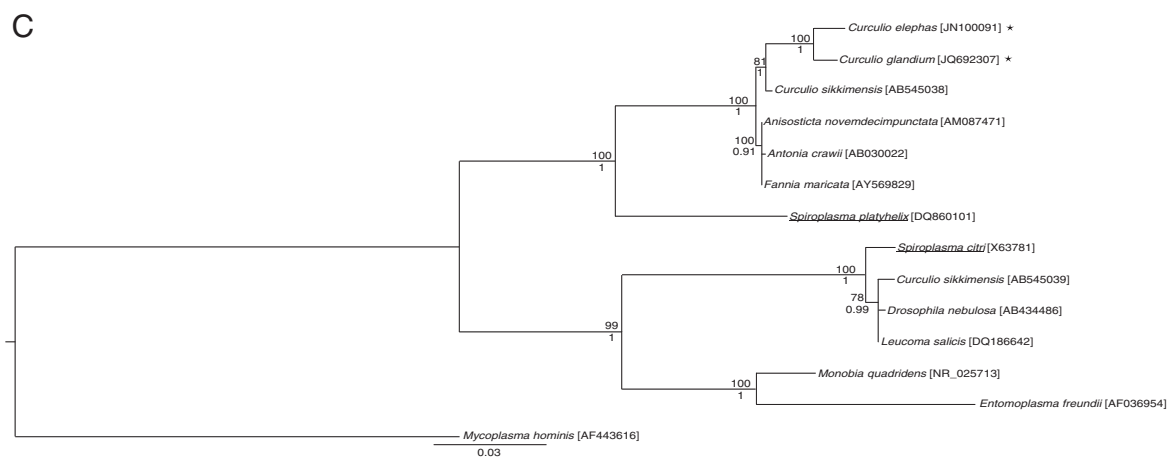 C
Curculio elephas [JN100091] ★
100
1
Curculio glandium [JQ692307] ★
81
1
Curculio sikkimensis [AB545038]
100
1
Anisosticta novemdecimpunctata [AM087471]
100
0.91
Antonia crawii [AB030022]
100
1
Fannia maricata [AY569829]
Spiroplasma platyhelix [DQ860101]
Spiroplasma citri [X63781]
100
1
Curculio sikkimensis [AB545039]
78
0.99
Drosophila nebulosa [AB434486]
99
1
Leucoma salicis [DQ186642]
Monobia quadridens [NR_025713]
100
1
Entomoplasma freundii [AF036954]
Mycoplasma hominis [AF443616]
0.03